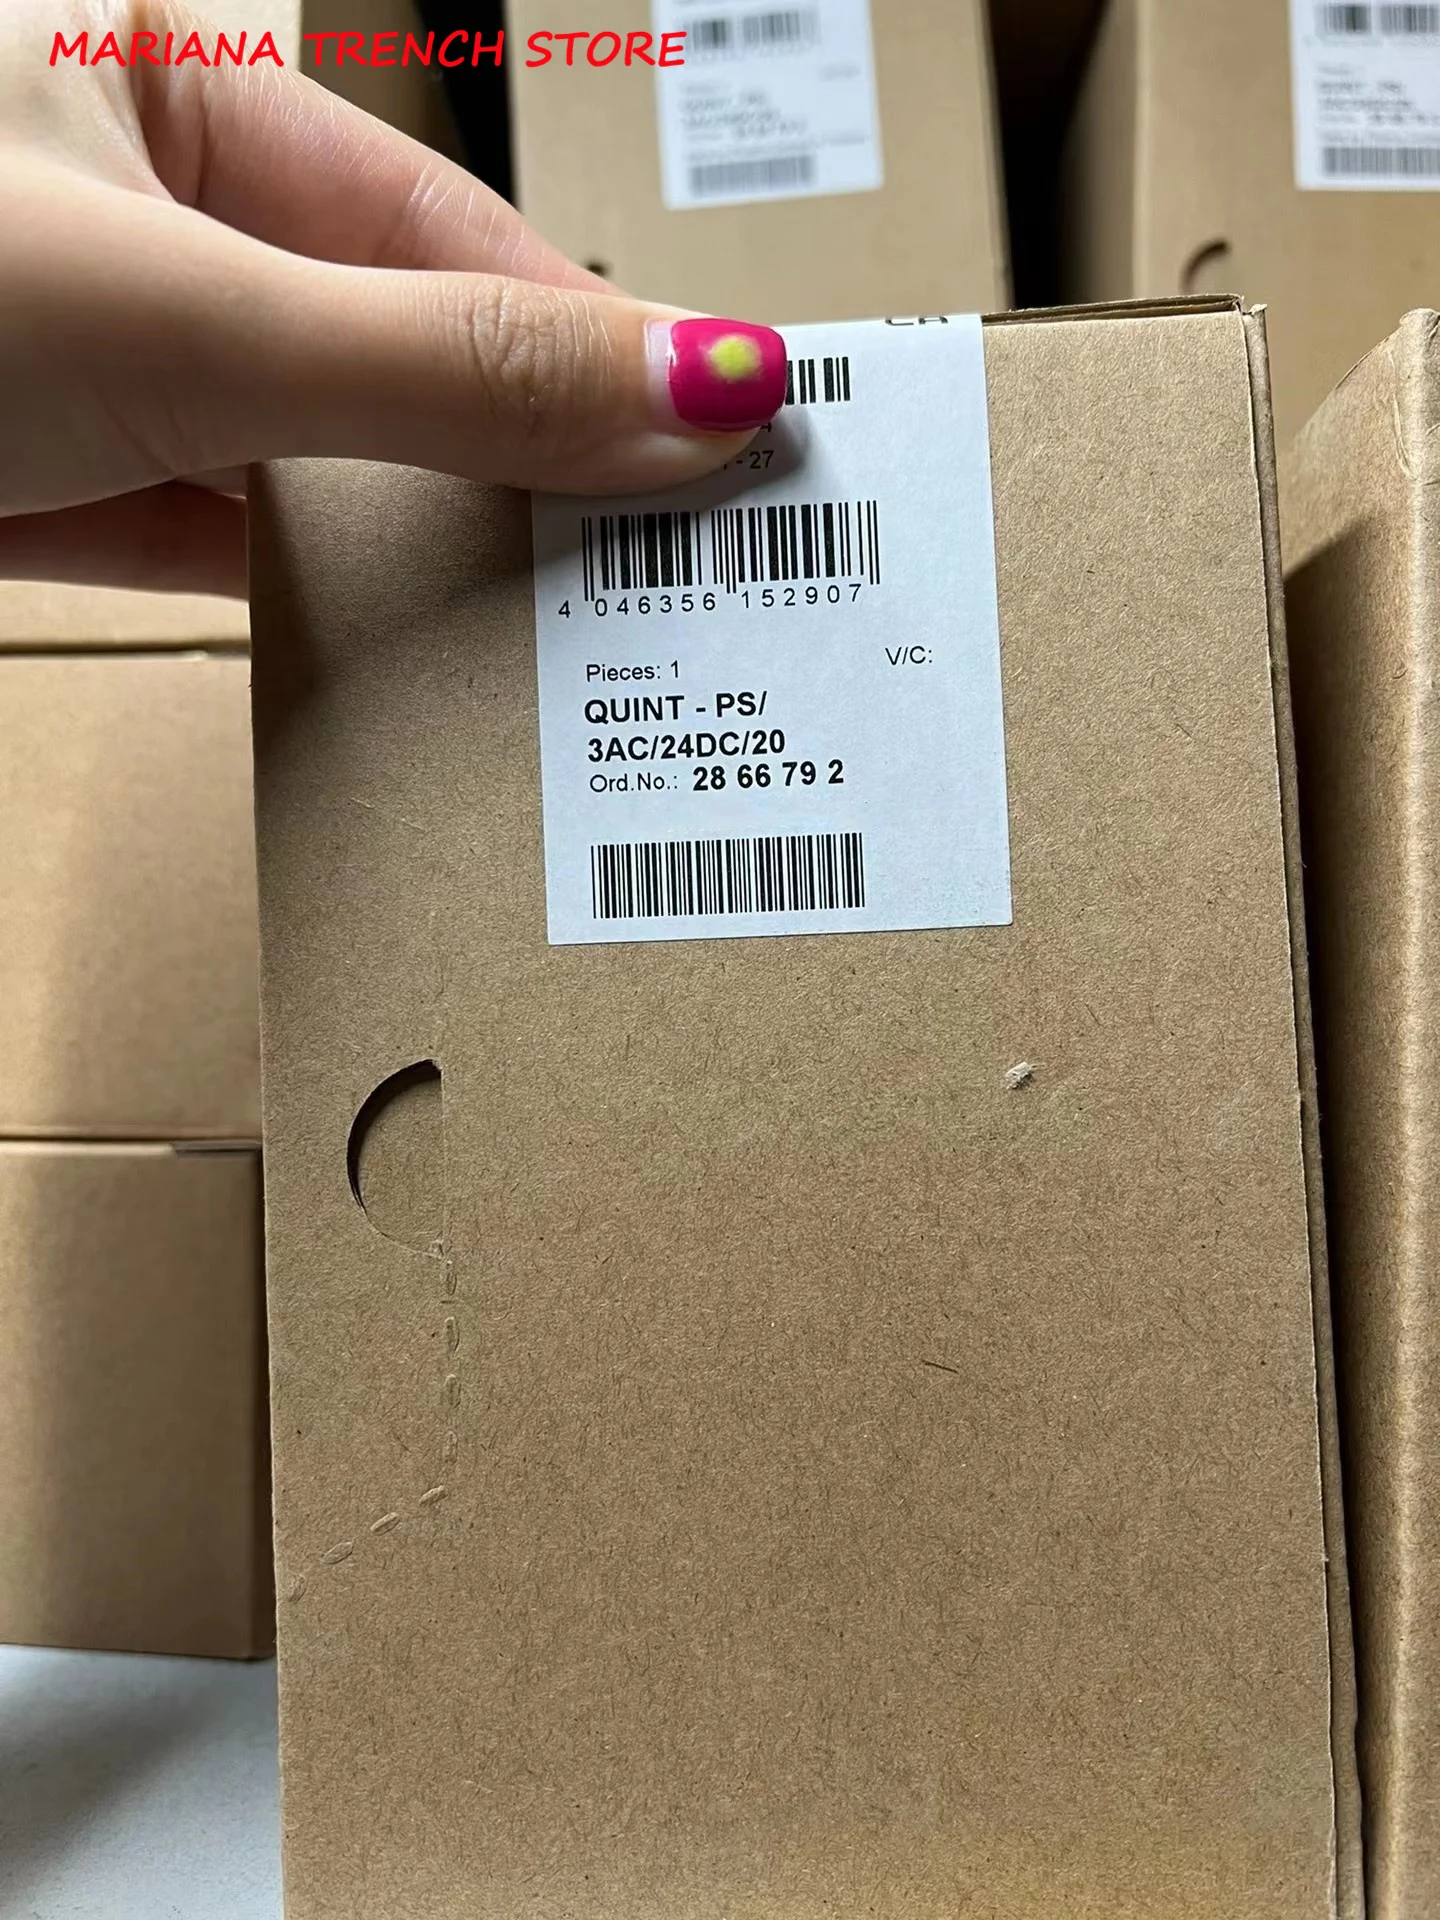 MARIANA TRENCH STORE
- 27
4 046356 152907
Pieces: 1
V/C:
QUINT - PS/
3AC/24DC/20
Ord.No.: 28 66 79 2